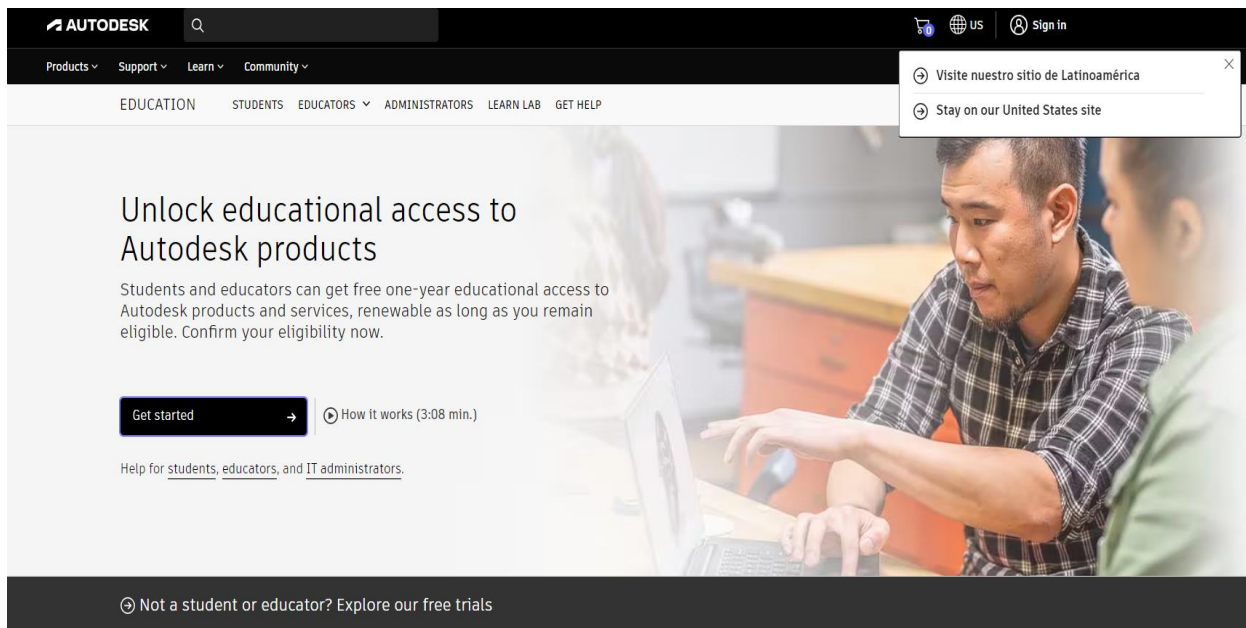 AUTODESK
0
US
Sign in
Products
Support
Learn
Community
Visite nuestro sitio de Latinoamérica
Stay on our United States site
EDUCATION
STUDENTS
EDUCATORS
ADMINISTRATORS
LEARN LAB
GET HELP
Unlock educational access to
Autodesk products
Students and educators can get free one-year educational access to
Autodesk products and services, renewable as long as you remain
eligible. Confirm your eligibility now.
Get started
How it works (3:08 min.)
Help for students, educators, and IT administrators.
Not a student or educator? Explore our free trials